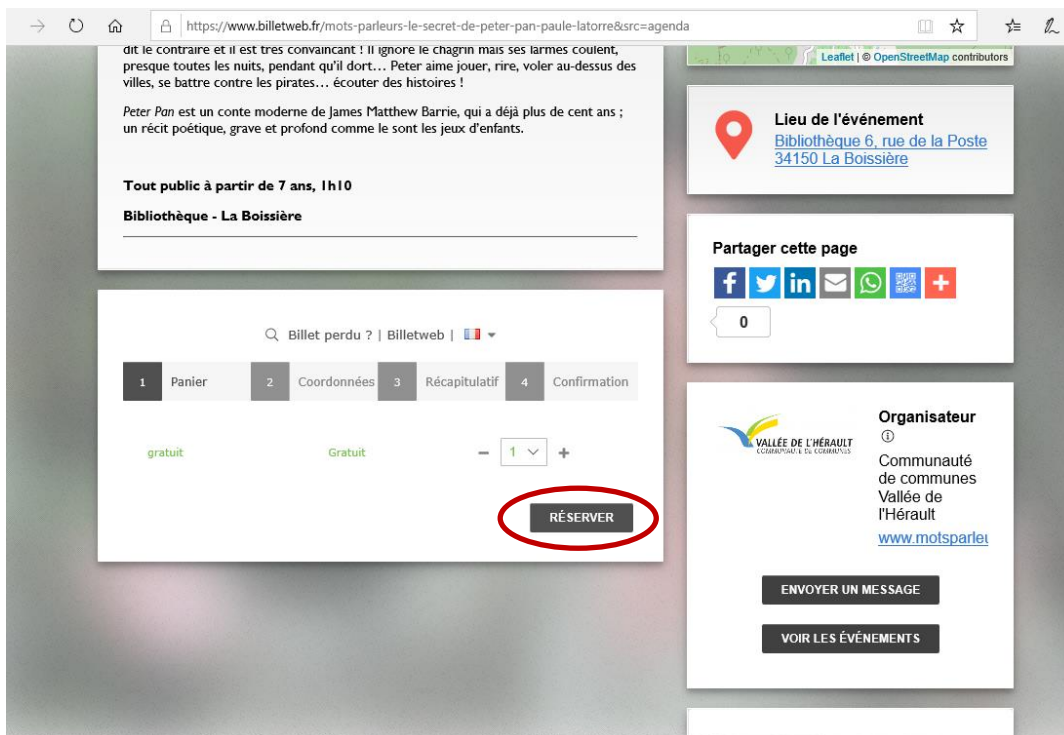 https://www.billetweb.fr/mots-parleurs-le-secret-de-peter-pan-paule-latorre&src=agenda
dit le contraire et il est très convaincant ! Il ignore le chagrin mais ses larmes coulent,
presque toutes les nuits, pendant qu'il dort… Peter aime jouer, rire, voler au-dessus des
villes, se battre contre les pirates… écouter des histoires !
Peter Pan est un conte moderne de James Matthew Barrie, qui a déjà plus de cent ans ;
un récit poétique, grave et profond comme le sont les jeux d'enfants.
Tout public à partir de 7 ans, 1h10
Bibliothèque - La Boissière
Billet perdu ? | Billetweb |
1 Panier 2 Coordonnées 3 Récapitulatif 4 Confirmation
gratuit Gratuit − 1 +
RÉSERVER
Leaflet | © OpenStreetMap contributors
Lieu de l'événement
Bibliothèque 6, rue de la Poste
34150 La Boissière
Partager cette page
0
VALLÉE DE L'HÉRAULT
COMMUNAUTÉ DE COMMUNES
Organisateur
Communauté
de communes
Vallée de
l'Hérault
www.motsparleu
ENVOYER UN MESSAGE
VOIR LES ÉVÉNEMENTS